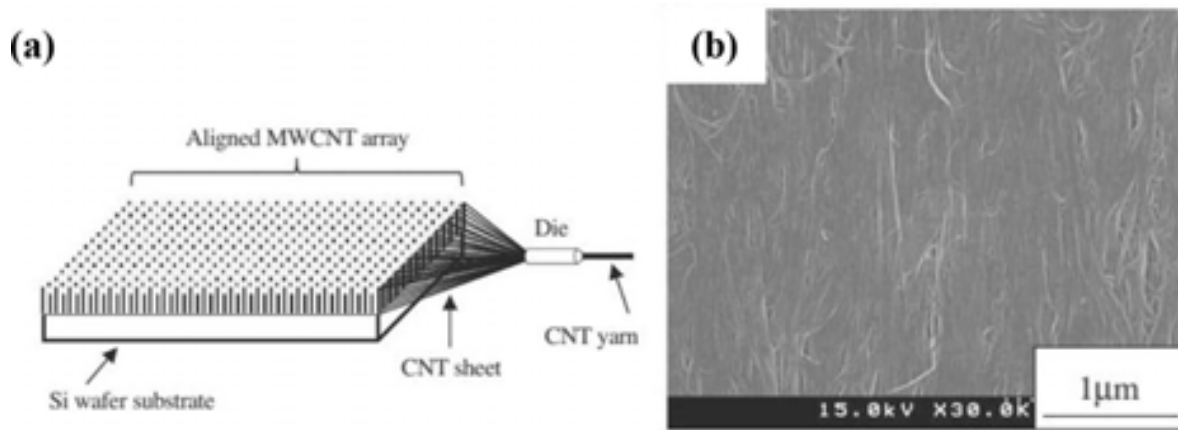 (a)
Aligned MWCNT array
Die
CNT yarn
CNT sheet
Si wafer substrate
(b)
15.0kV X30.0K
1μm